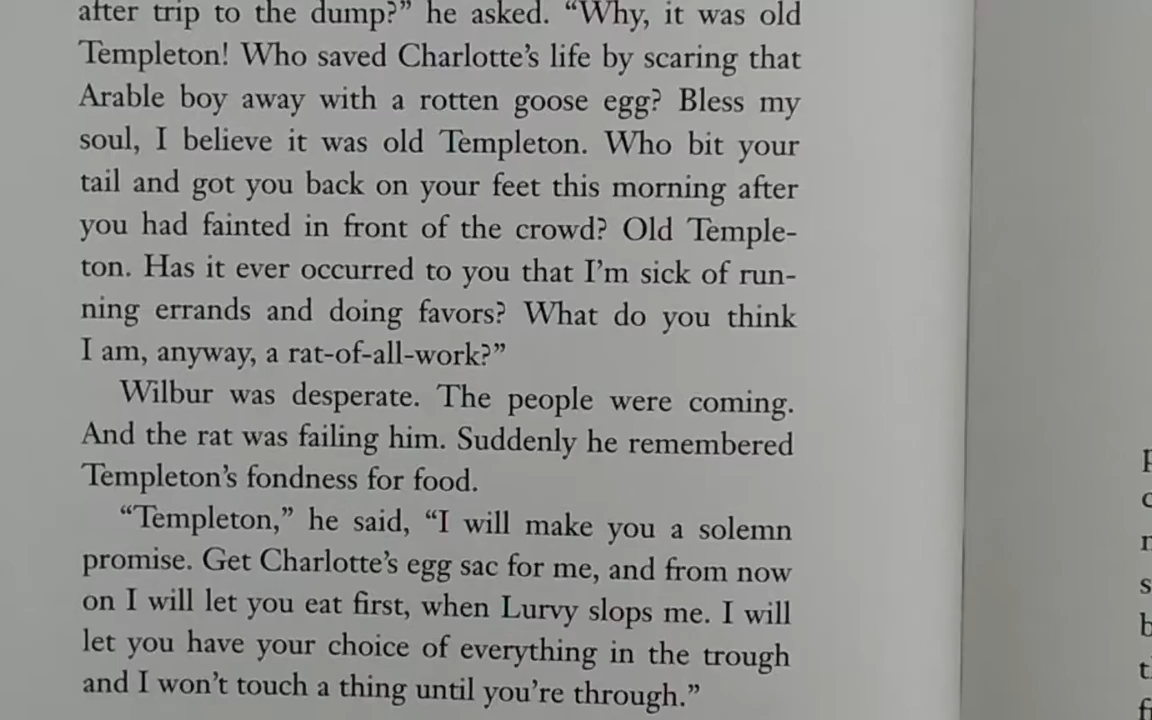 after trip to the dump?” he asked. “Why, it was old
Templeton! Who saved Charlotte’s life by scaring that
Arable boy away with a rotten goose egg? Bless my
soul, I believe it was old Templeton. Who bit your
tail and got you back on your feet this morning after
you had fainted in front of the crowd? Old Temple-
ton. Has it ever occurred to you that I’m sick of run-
ning errands and doing favors? What do you think
I am, anyway, a rat-of-all-work?”
Wilbur was desperate. The people were coming.
And the rat was failing him. Suddenly he remembered
Templeton’s fondness for food.
“Templeton,” he said, “I will make you a solemn
promise. Get Charlotte’s egg sac for me, and from now
on I will let you eat first, when Lurvy slops me. I will
let you have your choice of everything in the trough
and I won’t touch a thing until you’re through.”